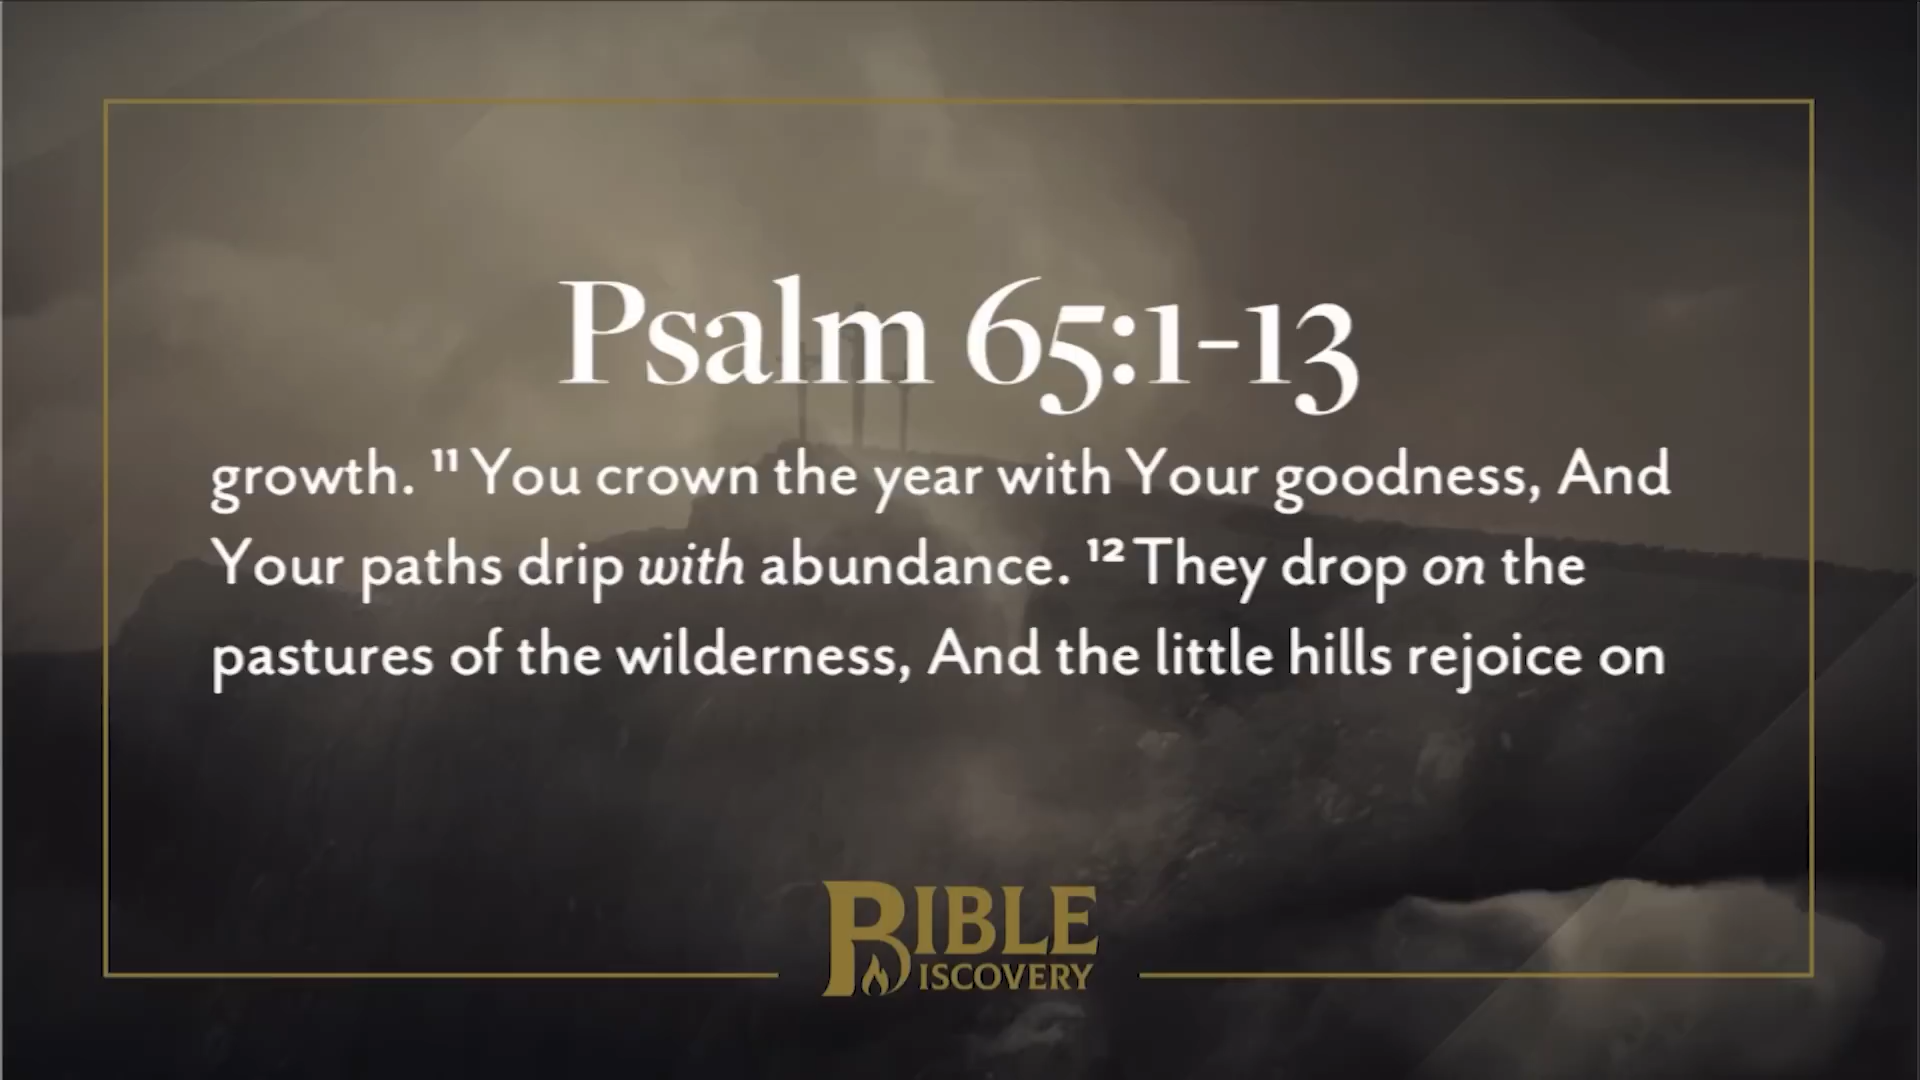 Psalm 65:1-13
growth. ¹¹ You crown the year with Your goodness, And
Your paths drip with abundance. ¹² They drop on the
pastures of the wilderness, And the little hills rejoice on
BIBLE
DISCOVERY